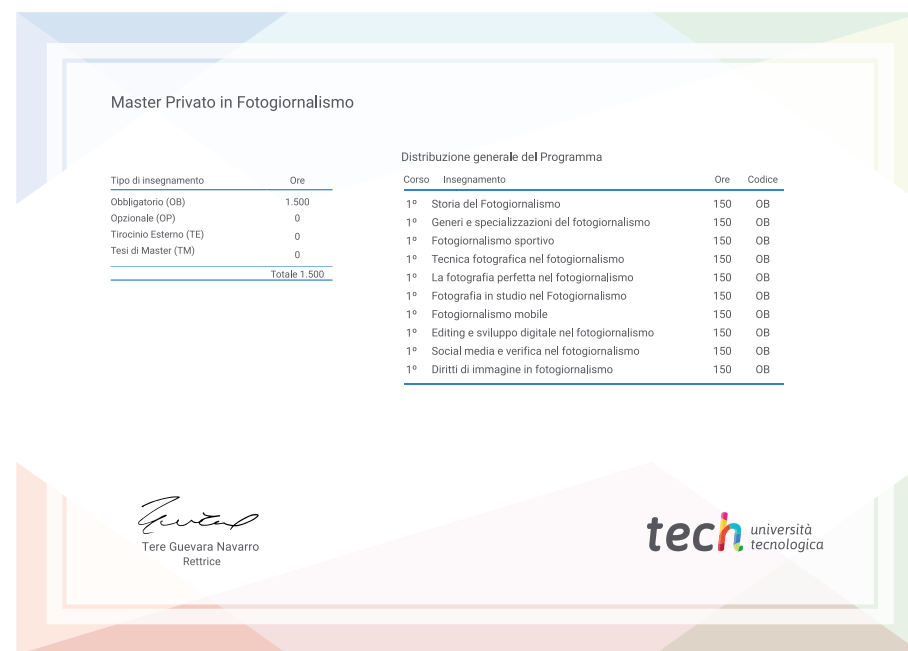 Master Privato in Fotogiornalismo
Tipo di insegnamento Ore
Obbligatorio (OB) 1.500
Opzionale (OP) 0
Tirocinio Esterno (TE) 0
Tesi di Master (TM) 0
Totale 1.500
Distribuzione generale del Programma
Corso Insegnamento Ore Codice
1º Storia del Fotogiornalismo 150 OB
1º Generi e specializzazioni del fotogiornalismo 150 OB
1º Fotogiornalismo sportivo 150 OB
1º Tecnica fotografica nel fotogiornalismo 150 OB
1º La fotografia perfetta nel fotogiornalismo 150 OB
1º Fotografia in studio nel Fotogiornalismo 150 OB
1º Fotogiornalismo mobile 150 OB
1º Editing e sviluppo digitale nel fotogiornalismo 150 OB
1º Social media e verifica nel fotogiornalismo 150 OB
1º Diritti di immagine in fotogiornalismo 150 OB
Tere Guevara Navarro
Rettrice
tech università
tecnologica